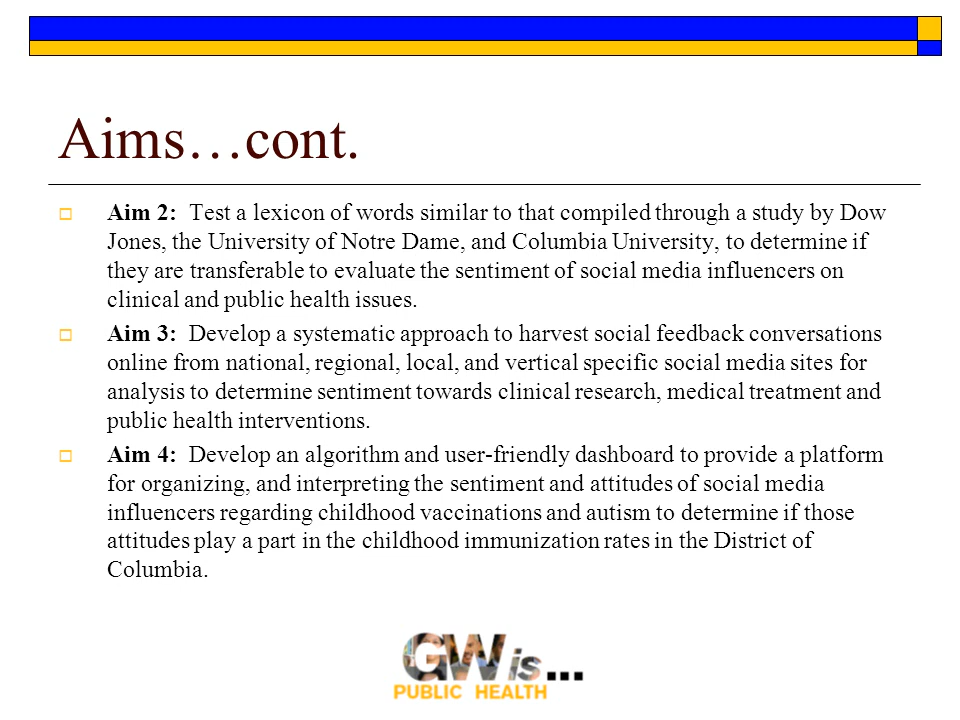 Aims…cont.
Aim 2: Test a lexicon of words similar to that compiled through a study by Dow
Jones, the University of Notre Dame, and Columbia University, to determine if
they are transferable to evaluate the sentiment of social media influencers on
clinical and public health issues.
Aim 3: Develop a systematic approach to harvest social feedback conversations
online from national, regional, local, and vertical specific social media sites for
analysis to determine sentiment towards clinical research, medical treatment and
public health interventions.
Aim 4: Develop an algorithm and user-friendly dashboard to provide a platform
for organizing, and interpreting the sentiment and attitudes of social media
influencers regarding childhood vaccinations and autism to determine if those
attitudes play a part in the childhood immunization rates in the District of
Columbia.
GW is...
PUBLIC HEALTH